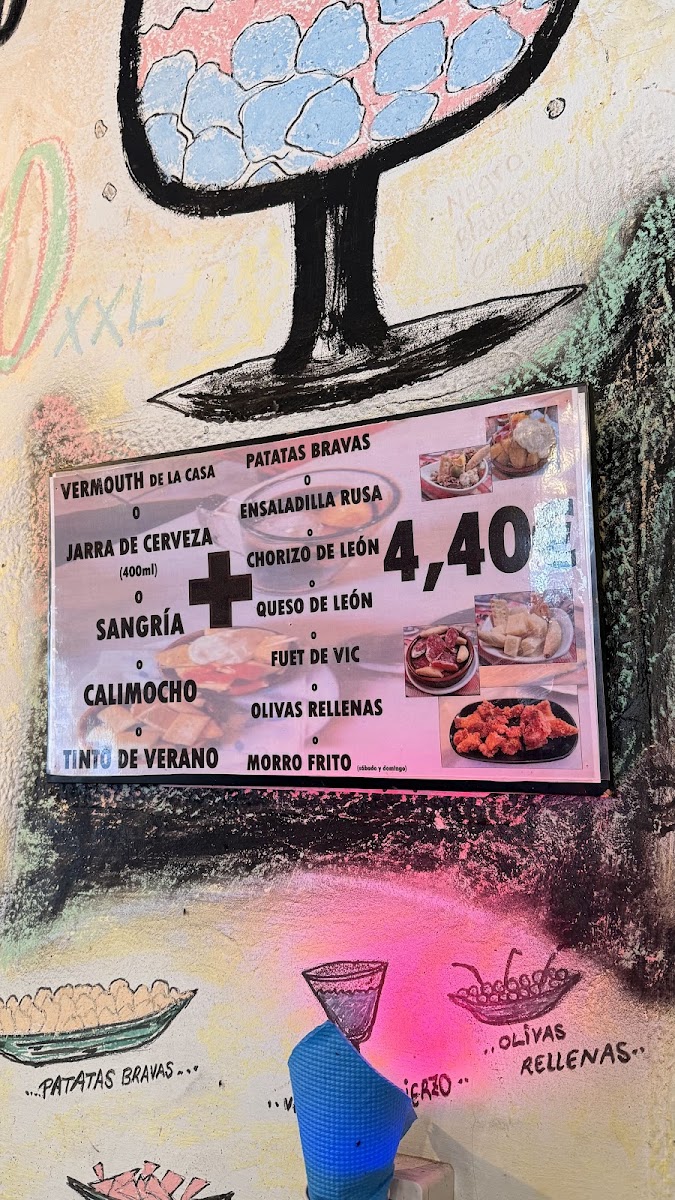 XXL
VERMOUTH DE LA CASA
O
JARRA DE CERVEZA
(400ml)
O
SANGRÍA
O
CALIMOCHO
O
TINTO DE VERANO
+
PATATAS BRAVAS
O
ENSALADILLA RUSA
O
CHORIZO DE LEÓN
O
QUESO DE LEÓN
O
FUET DE VIC
O
OLIVAS RELLENAS
O
MORRO FRITO (sábado y domingo)
4,40€
....PATATAS BRAVAS...
..OLIVAS
RELLENAS..